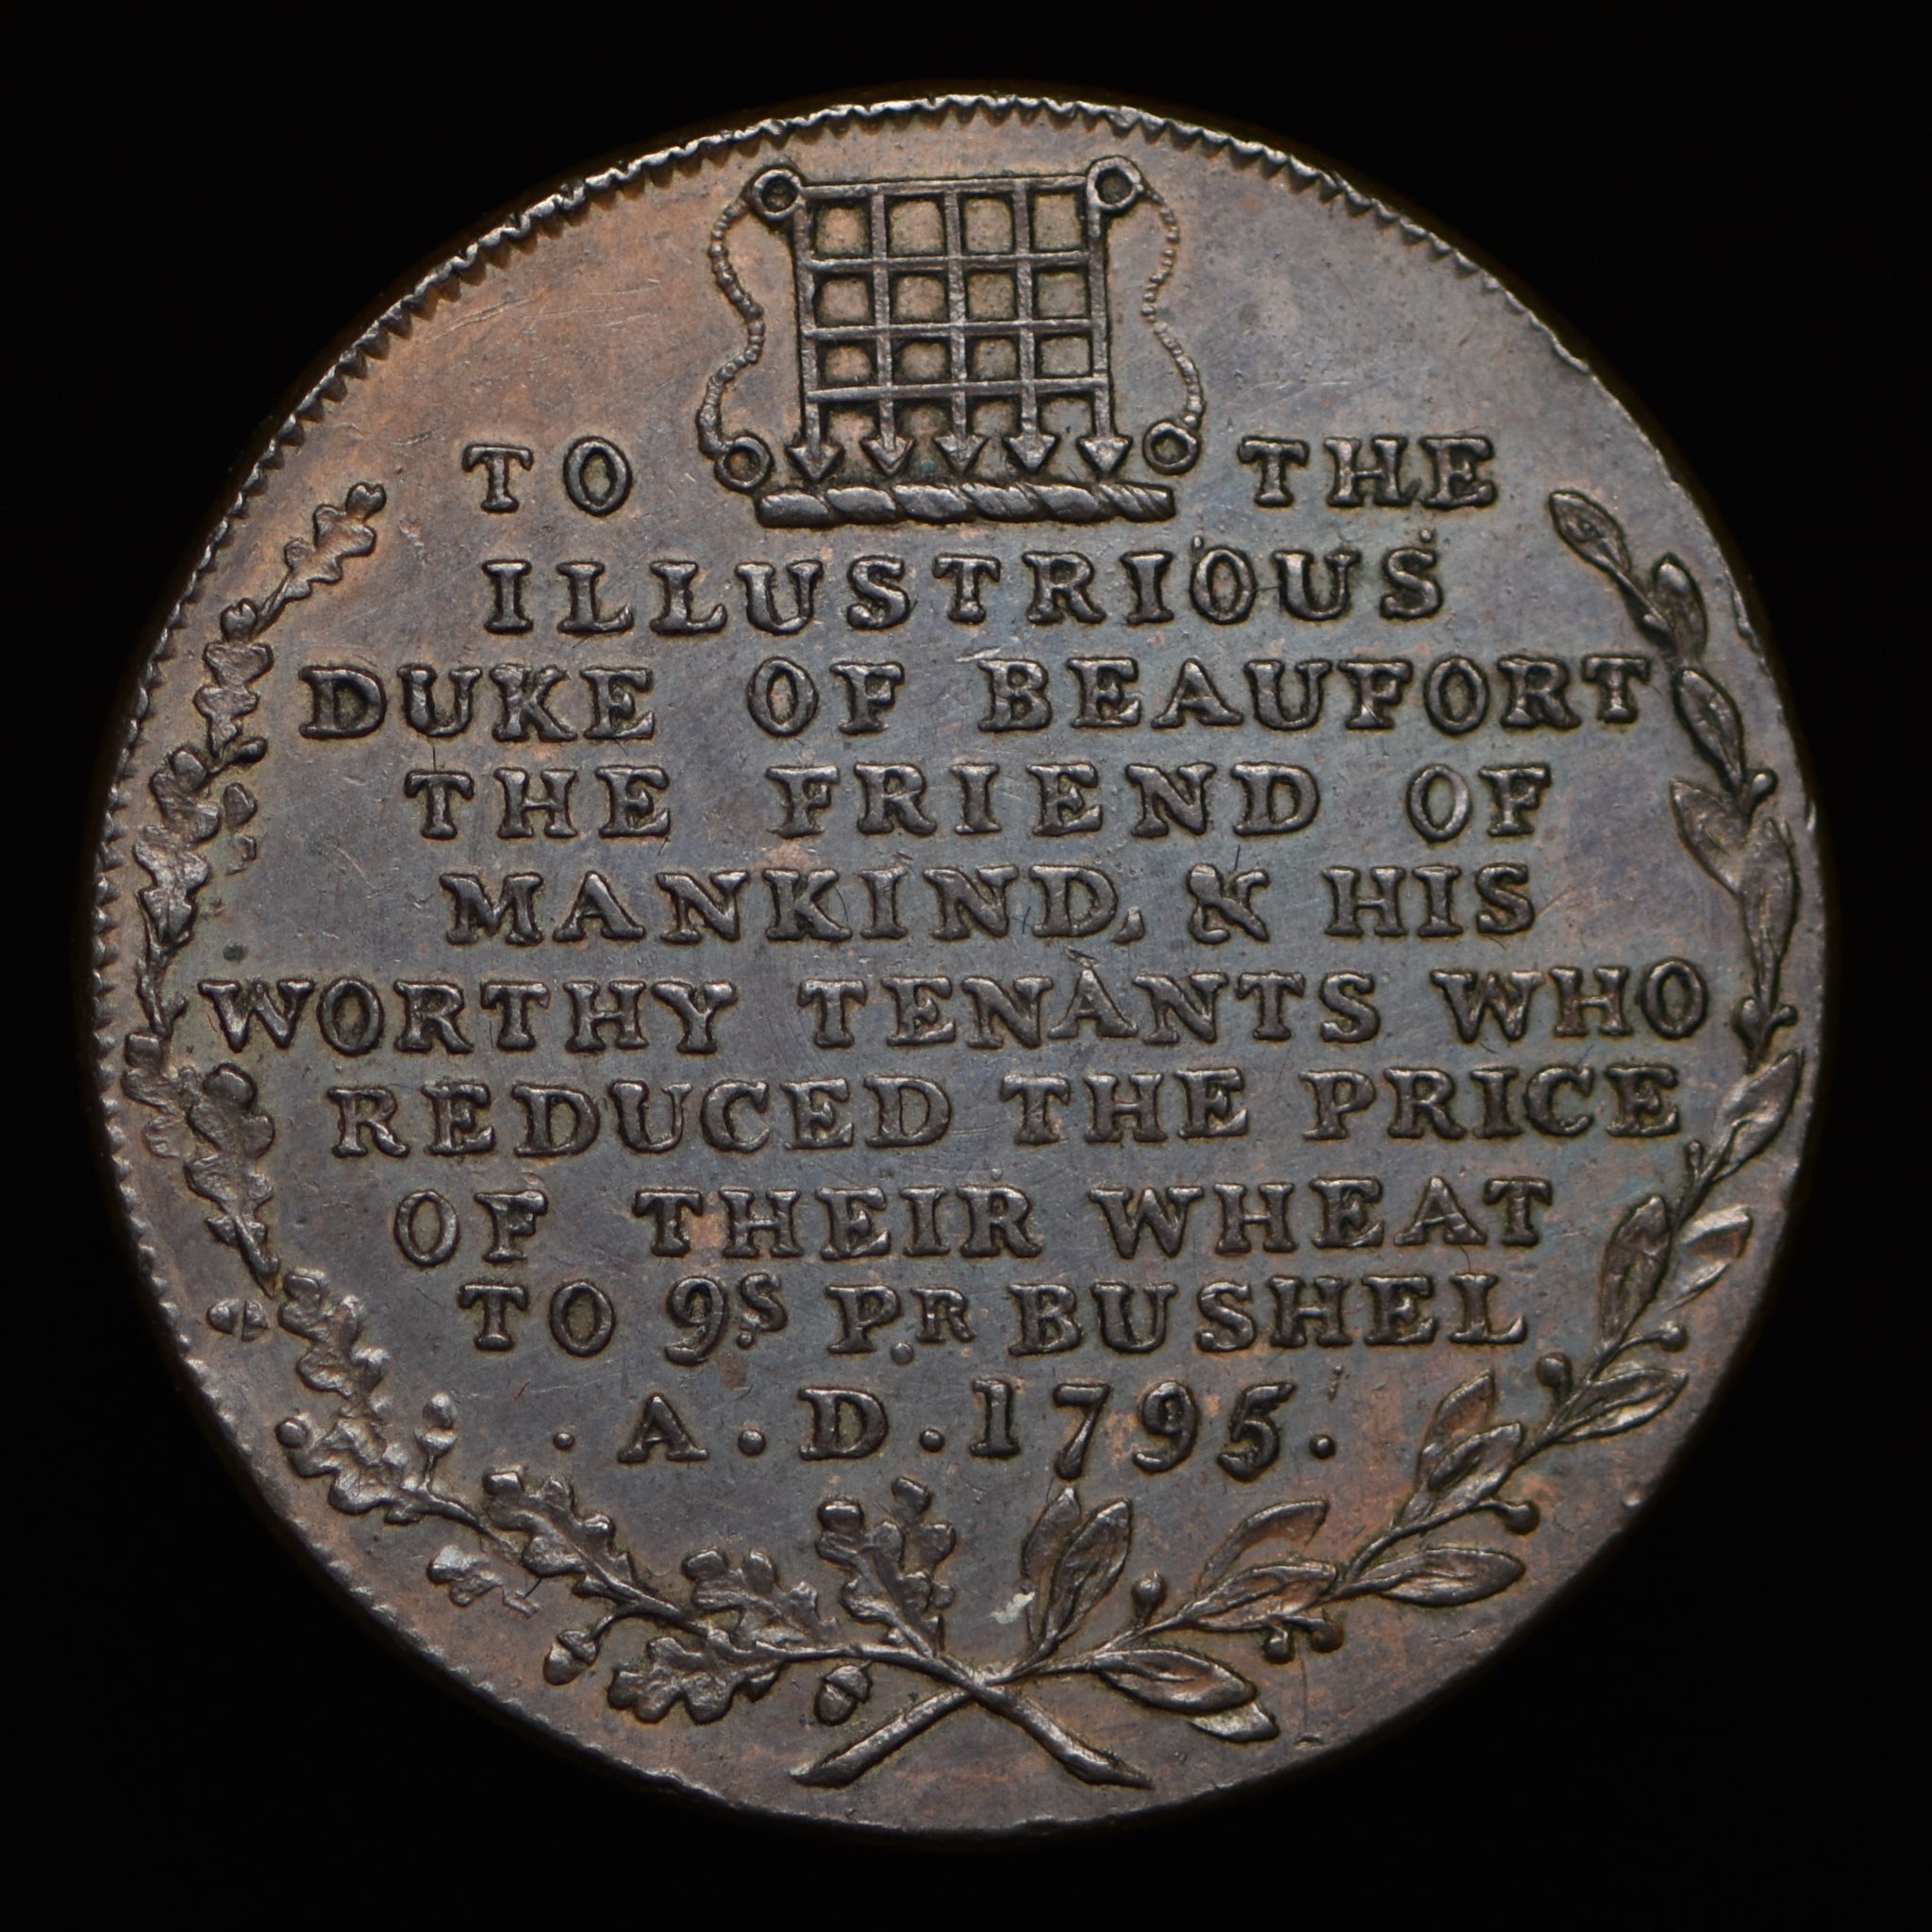 TO THE
ILLUSTRIOUS
DUKE OF BEAUFORT
THE FRIEND OF
MANKIND, & HIS
WORTHY TENANTS WHO
REDUCED THE PRICE
OF THEIR WHEAT
TO 9S PR BUSHEL
. A . D . 1795 .